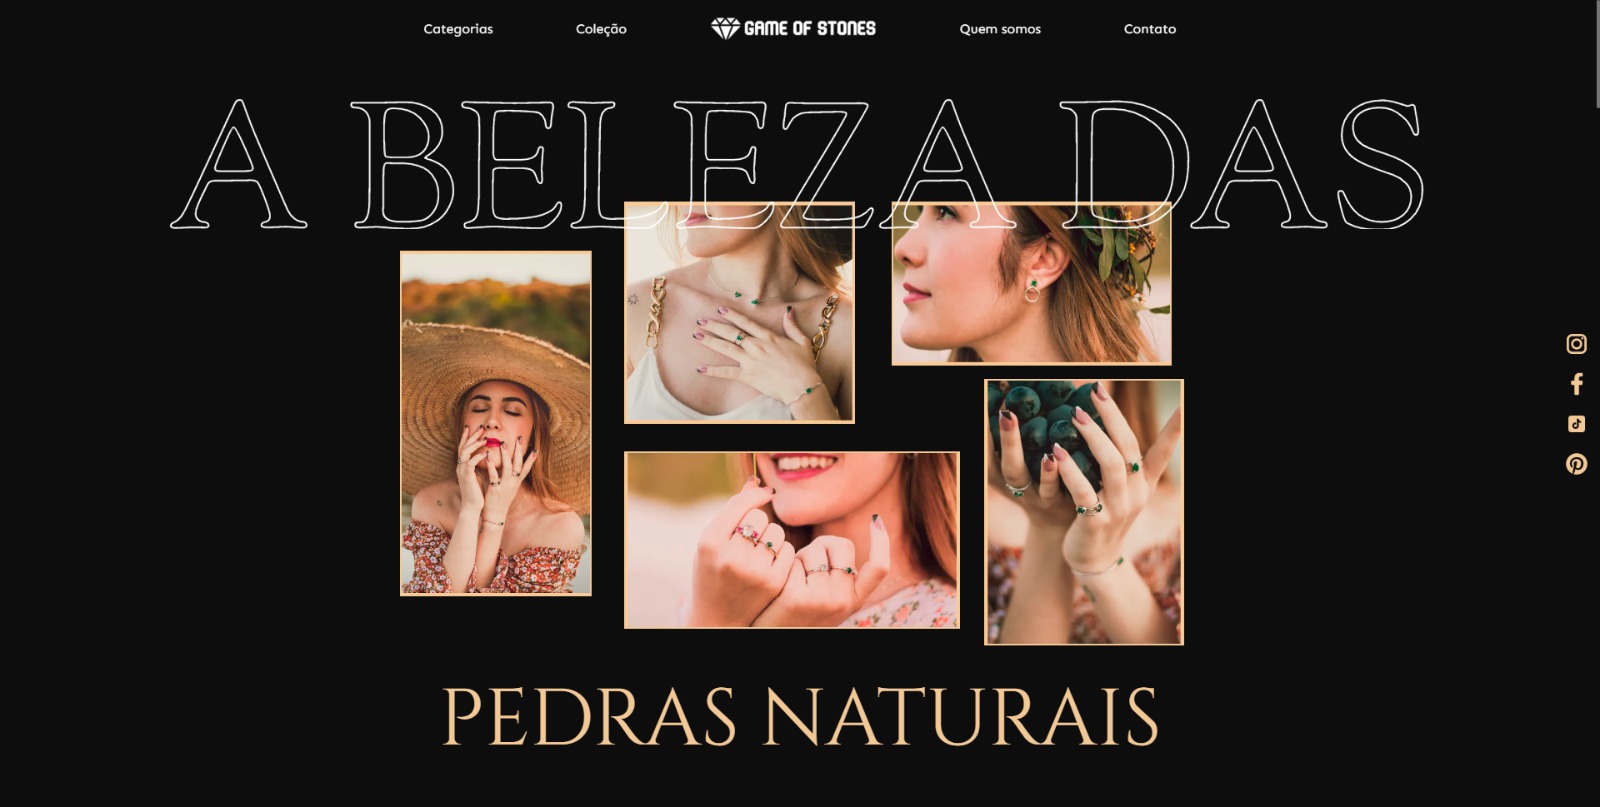 Categorias
Coleção
GAME OF STONES
Quem somos
Contato
A BELEZA DAS
PEDRAS NATURAIS